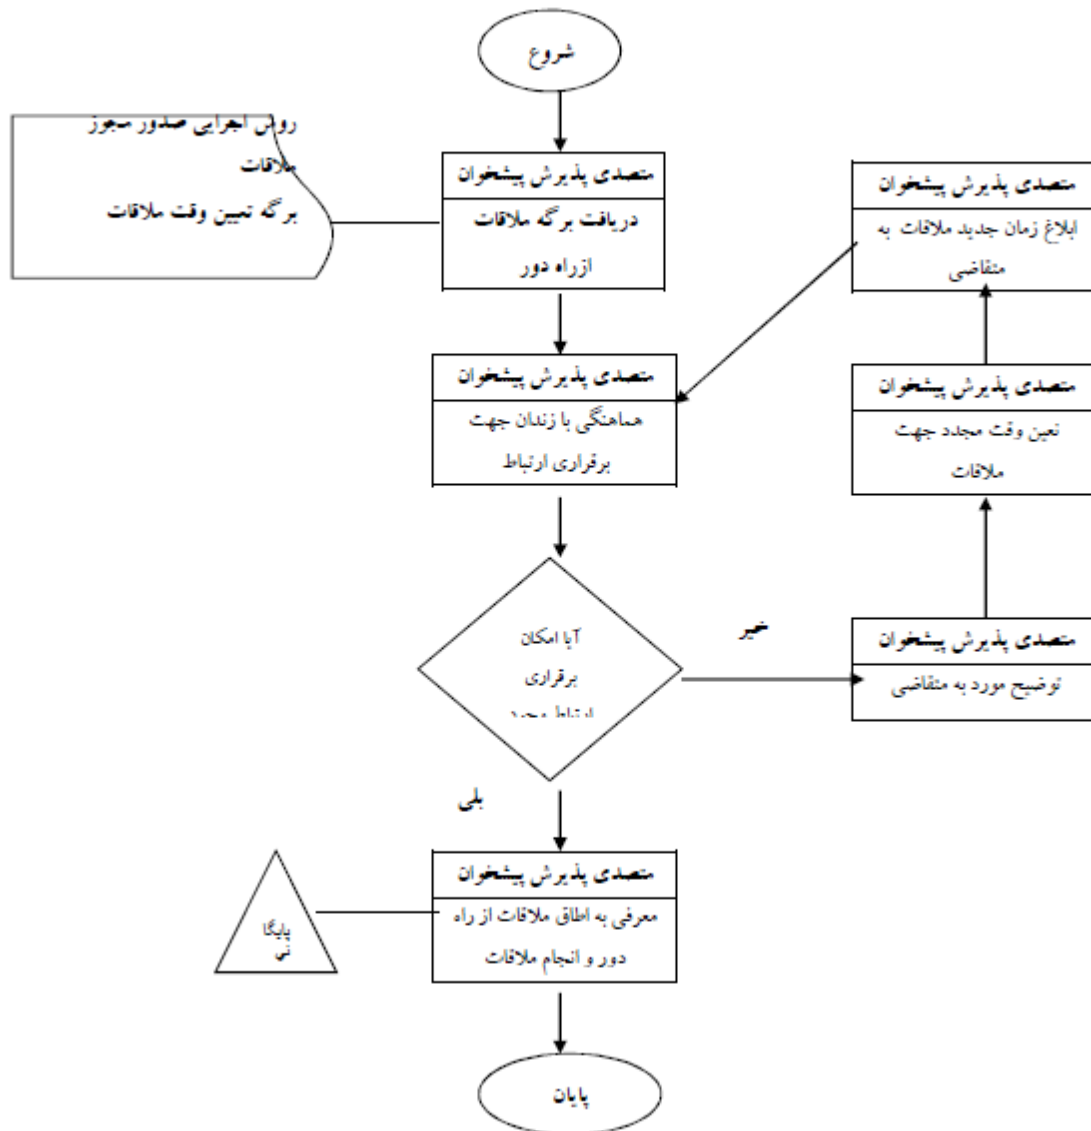 شروع
روش اجرایی صدور مجوز
ملاقات
برگه تعیین وقت ملاقات
متصدی پذیرش پیشخوان
دریافت برگه ملاقات
ازراه دور
متصدی پذیرش پیشخوان
ابلاغ زمان جدید ملاقات به
متقاضی
متصدی پذیرش پیشخوان
هماهنگی با زندان جهت
برقراری ارتباط
متصدی پذیرش پیشخوان
تعین وقت مجدد جهت
ملاقات
آیا امکان
برقراری
ارتباط وجود
خیر
متصدی پذیرش پیشخوان
توضیح مورد به متقاضی
بلی
متصدی پذیرش پیشخوان
معرفی به اطاق ملاقات از راه
دور و انجام ملاقات
بایگا
ني
پایان